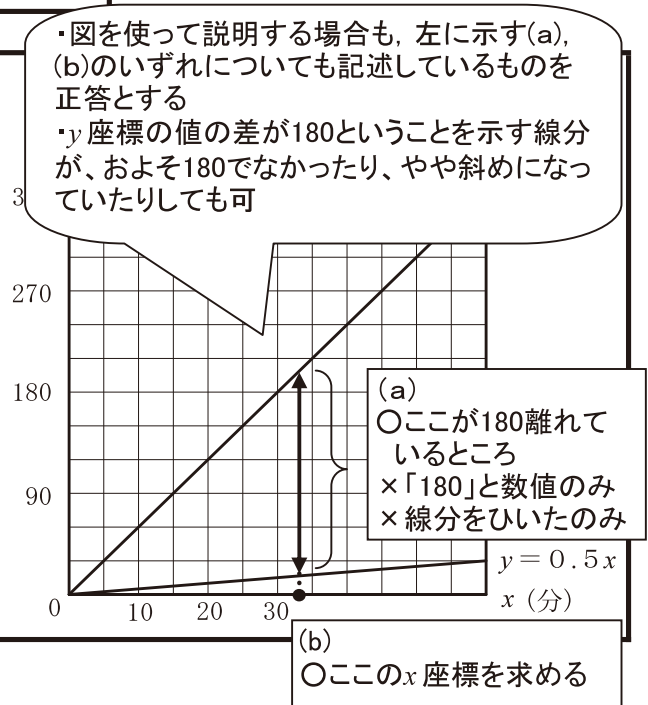 ・図を使って説明する場合も, 左に示す(a),
(b)のいずれについても記述しているものを
正答とする
・y 座標の値の差が180ということを示す線分
が、およそ180でなかったり、やや斜めになっ
ていたりしても可
3
270
180
90
0
10
20
30
(a)
○ここが180離れて
いるところ
×「180」と数値のみ
×線分をひいたのみ
y＝0.5x
x（分）
(b)
○ここのx 座標を求める